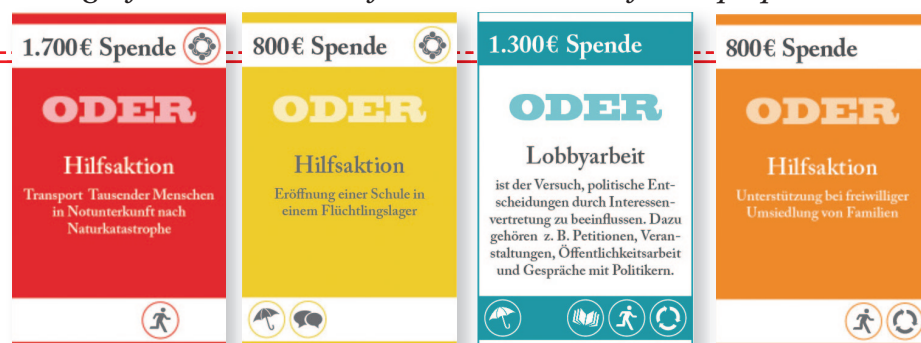 1.700€ Spende
ODER
Hilfsaktion
Transport Tausender Menschen
in Notunterkunft nach
Naturkatastrophe
800€ Spende
ODER
Hilfsaktion
Eröffnung einer Schule in
einem Flüchtlingslager
1.300€ Spende
ODER
Lobbyarbeit
ist der Versuch, politische Ent-
scheidungen durch Interessen-
vertretung zu beeinflussen. Dazu
gehören z. B. Petitionen, Veran-
staltungen, Öffentlichkeitsarbeit
und Gespräche mit Politikern.
800€ Spende
ODER
Hilfsaktion
Unterstützung bei freiwilliger
Umsiedlung von Familien